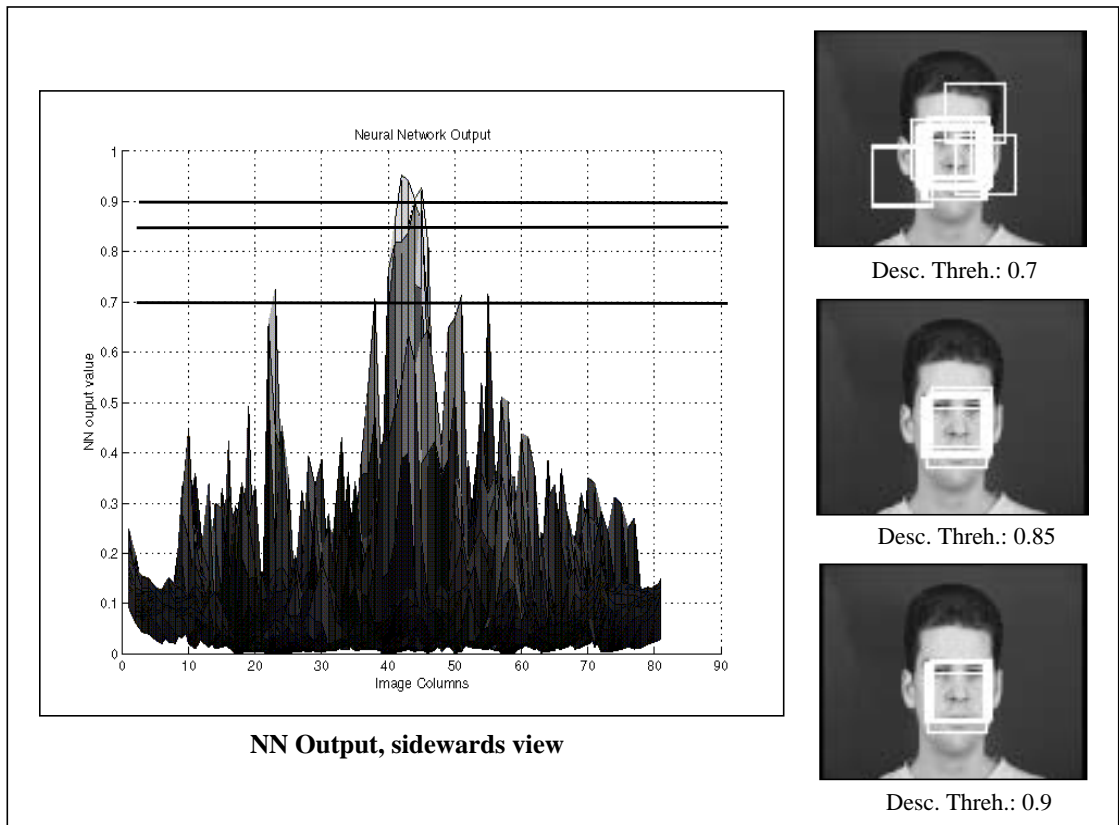 Neural Network Output
1
0.9
0.8
0.7
0.6
0.5
0.4
0.3
0.2
0.1
0
NN ouput value
0 10 20 30 40 50 60 70 80 90
Image Columns
NN Output, sidewards view
Desc. Threh.: 0.7
Desc. Threh.: 0.85
Desc. Threh.: 0.9